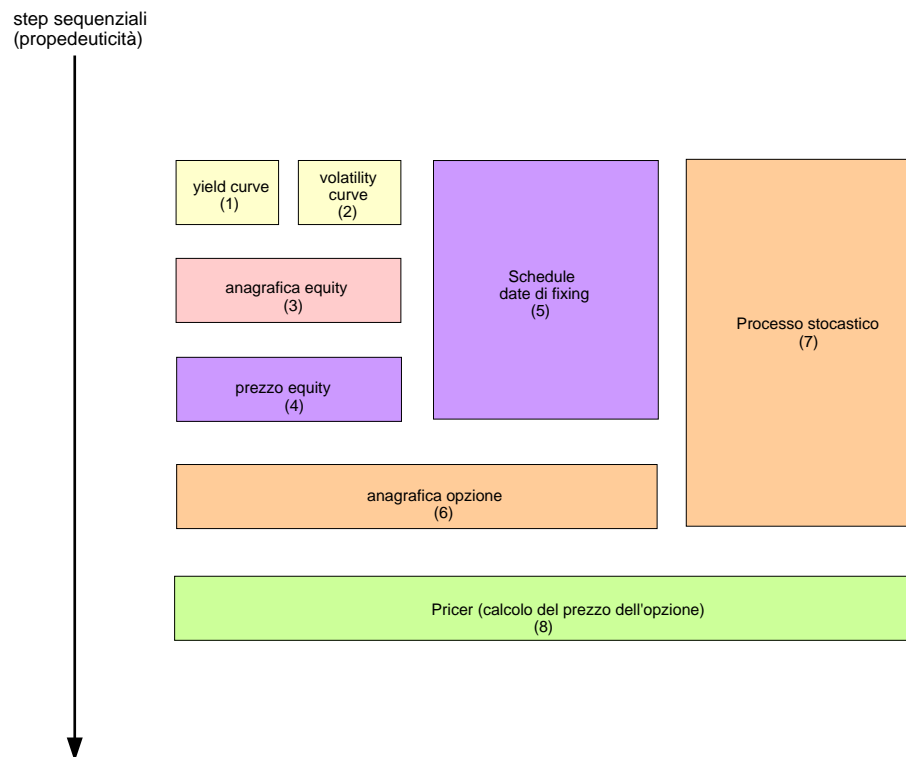 step sequenziali
(propedeuticità)
yield curve
(1)
volatility
curve
(2)
anagrafica equity
(3)
prezzo equity
(4)
Schedule
date di fixing
(5)
Processo stocastico
(7)
anagrafica opzione
(6)
Pricer (calcolo del prezzo dell'opzione)
(8)